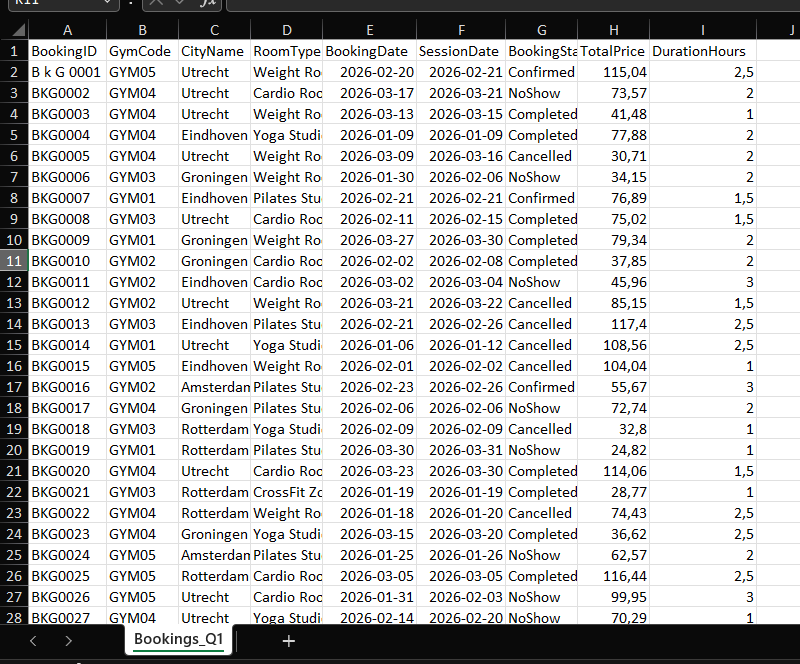 R11 fx
A B C D E F G H I J
1 BookingID GymCode CityName RoomType BookingDate SessionDate BookingSta TotalPrice DurationHours
2 B k G 0001 GYM05 Utrecht Weight Ro 2026-02-20 2026-02-21 Confirmed 115,04 2,5
3 BKG0002 GYM04 Utrecht Cardio Roo 2026-03-17 2026-03-21 NoShow 73,57 2
4 BKG0003 GYM04 Utrecht Weight Ro 2026-03-13 2026-03-15 Completed 41,48 1
5 BKG0004 GYM04 Eindhoven Yoga Studi 2026-01-09 2026-01-09 Completed 77,88 2
6 BKG0005 GYM04 Utrecht Weight Ro 2026-03-09 2026-03-16 Cancelled 30,71 2
7 BKG0006 GYM03 Groningen Weight Ro 2026-01-30 2026-02-06 NoShow 34,15 2
8 BKG0007 GYM01 Eindhoven Pilates Stu 2026-02-21 2026-02-21 Confirmed 76,89 1,5
9 BKG0008 GYM03 Utrecht Cardio Roo 2026-02-11 2026-02-15 Completed 75,02 1,5
10 BKG0009 GYM01 Groningen Weight Ro 2026-03-27 2026-03-30 Completed 79,34 2
11 BKG0010 GYM02 Groningen Cardio Roo 2026-02-02 2026-02-08 Completed 37,85 2
12 BKG0011 GYM02 Eindhoven Cardio Roo 2026-03-02 2026-03-04 NoShow 45,96 3
13 BKG0012 GYM02 Utrecht Weight Ro 2026-03-21 2026-03-22 Cancelled 85,15 1,5
14 BKG0013 GYM03 Eindhoven Pilates Stu 2026-02-21 2026-02-26 Cancelled 117,4 2,5
15 BKG0014 GYM01 Utrecht Yoga Studi 2026-01-06 2026-01-12 Cancelled 108,56 2,5
16 BKG0015 GYM05 Eindhoven Weight Ro 2026-02-01 2026-02-02 Cancelled 104,04 1
17 BKG0016 GYM02 Amsterdan Pilates Stu 2026-02-23 2026-02-26 Confirmed 55,67 3
18 BKG0017 GYM04 Groningen Pilates Stu 2026-02-06 2026-02-06 NoShow 72,74 2
19 BKG0018 GYM03 Rotterdam Yoga Studi 2026-02-09 2026-02-09 Cancelled 32,8 1
20 BKG0019 GYM01 Rotterdam Pilates Stu 2026-03-30 2026-03-31 NoShow 24,82 1
21 BKG0020 GYM04 Utrecht Cardio Roo 2026-03-23 2026-03-30 Completed 114,06 1,5
22 BKG0021 GYM03 Rotterdam CrossFit Zo 2026-01-19 2026-01-19 Completed 28,77 1
23 BKG0022 GYM04 Rotterdam Weight Ro 2026-01-18 2026-01-20 Cancelled 74,43 2,5
24 BKG0023 GYM04 Groningen Yoga Studi 2026-03-15 2026-03-20 Completed 36,62 2,5
25 BKG0024 GYM05 Amsterdan Pilates Stu 2026-01-25 2026-01-26 NoShow 62,57 2
26 BKG0025 GYM05 Rotterdam Cardio Roo 2026-03-05 2026-03-05 Completed 116,44 2,5
27 BKG0026 GYM05 Utrecht Cardio Roo 2026-01-31 2026-02-03 NoShow 99,95 3
28 BKG0027 GYM04 Utrecht Yoga Studi 2026-02-14 2026-02-20 NoShow 70,29 1
Bookings_Q1